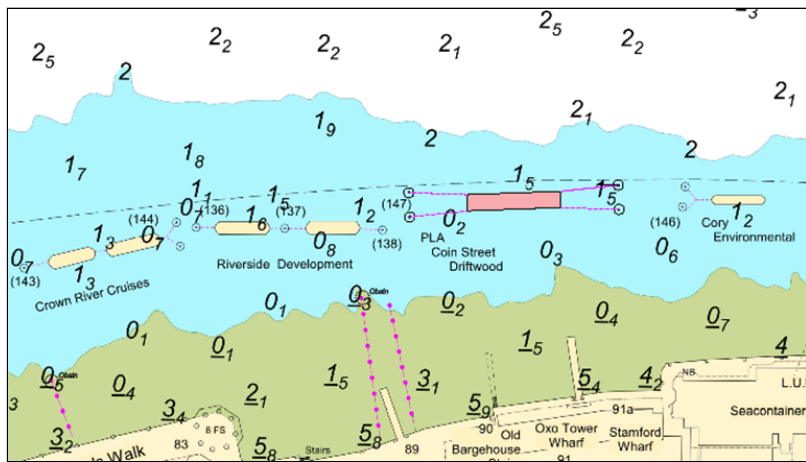 2₅ 2 2₂ 2₂ 2₁ 2₅ 2₂ 3
1₉ 2 2₁ 2₁
1₇ 1₈ 2
1₁ 1₅ 1₅ 1₅
(144) 0₇ (136) 1₆ (137) 1₂ (147) 0₂ (146) 1₂
1₃ 0₇ 0₈ (138) PLA Cory
0₇ 1₃ Coin Street 0₃ 0₆ Environmental
(143) Riverside Development Driftwood
Crown River Cruises
0₁ 0₁ 0₃ Obstn 0₂ 0₄ 0₇
0₁ 1₅ 4
0₅ Obstn 0₄ 2₁ 1₅ 3₁ 5₄ 4₂ NB L.U.
3 3₄ 8 FS 5₉ 91a Seacontainer
3₂ 83 5₈ Stairs 5₈ 89 90 Old Oxo Tower Stamford
's Walk Bargehouse Wharf Wharf
91